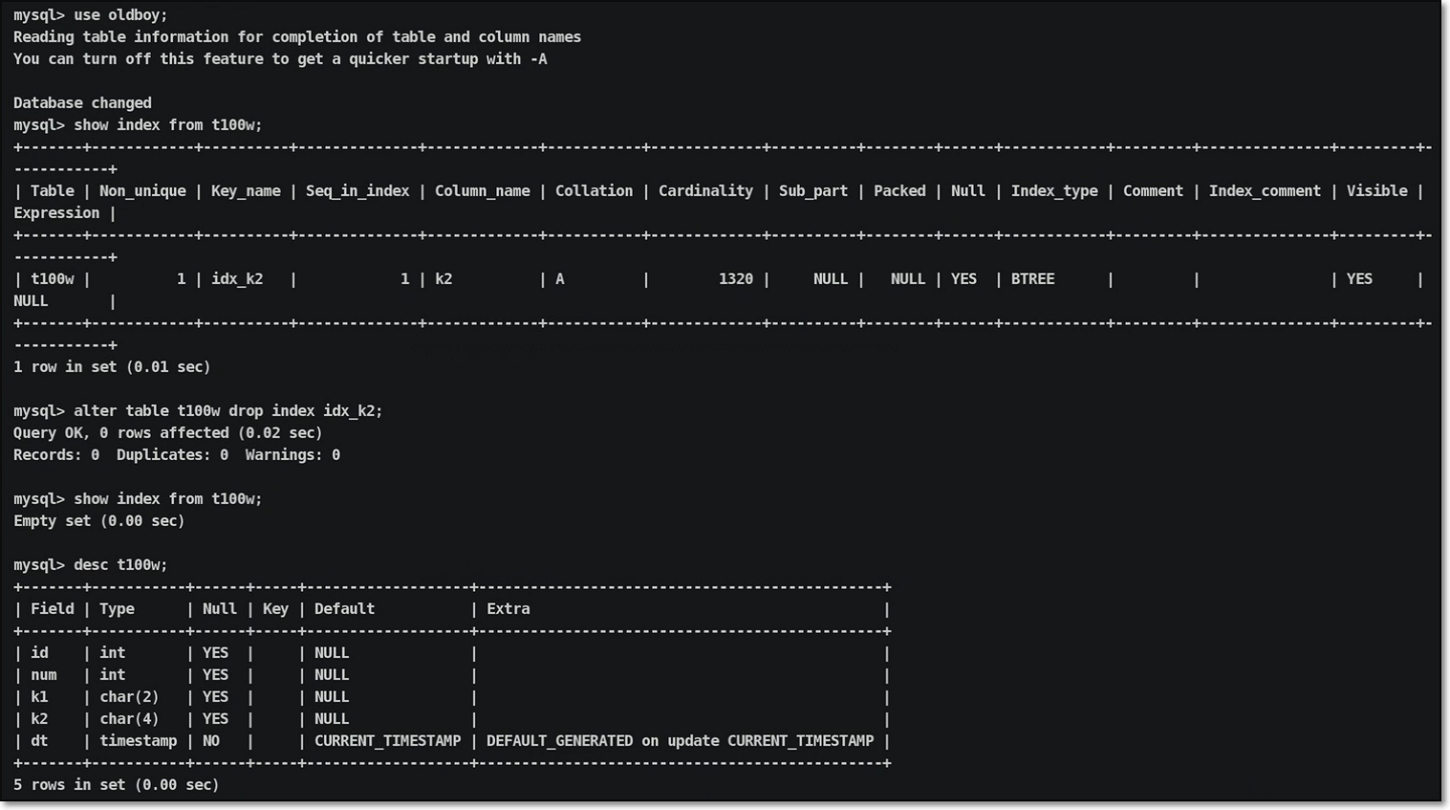 mysql> use oldboy;
Reading table information for completion of table and column names
You can turn off this feature to get a quicker startup with -A

Database changed
mysql> show index from t100w;
+-------+------------+----------+--------------+-------------+-----------+-------------+----------+--------+------+------------+---------+---------------+---------+-
-----------+
| Table | Non_unique | Key_name | Seq_in_index | Column_name | Collation | Cardinality | Sub_part | Packed | Null | Index_type | Comment | Index_comment | Visible |
Expression |
+-------+------------+----------+--------------+-------------+-----------+-------------+----------+--------+------+------------+---------+---------------+---------+-
-----------+
| t100w |          1 | idx_k2   |            1 | k2          | A         |        1320 |     NULL |   NULL | YES  | BTREE      |         |               | YES     |
NULL       |
+-------+------------+----------+--------------+-------------+-----------+-------------+----------+--------+------+------------+---------+---------------+---------+-
-----------+
1 row in set (0.01 sec)

mysql> alter table t100w drop index idx_k2;
Query OK, 0 rows affected (0.02 sec)
Records: 0  Duplicates: 0  Warnings: 0

mysql> show index from t100w;
Empty set (0.00 sec)

mysql> desc t100w;
+-------+-----------+------+-----+-------------------+-----------------------------------------------+
| Field | Type      | Null | Key | Default           | Extra                                         |
+-------+-----------+------+-----+-------------------+-----------------------------------------------+
| id    | int       | YES  |     | NULL              |                                               |
| num   | int       | YES  |     | NULL              |                                               |
| k1    | char(2)   | YES  |     | NULL              |                                               |
| k2    | char(4)   | YES  |     | NULL              |                                               |
| dt    | timestamp | NO   |     | CURRENT_TIMESTAMP | DEFAULT_GENERATED on update CURRENT_TIMESTAMP |
+-------+-----------+------+-----+-------------------+-----------------------------------------------+
5 rows in set (0.00 sec)